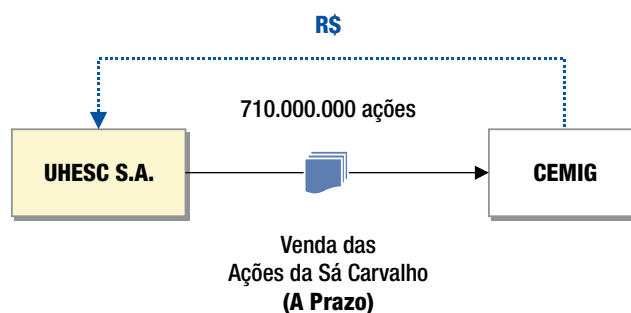 R$
710.000.000 ações
UHESC S.A.
CEMIG
Venda das
Ações da Sá Carvalho
(A Prazo)